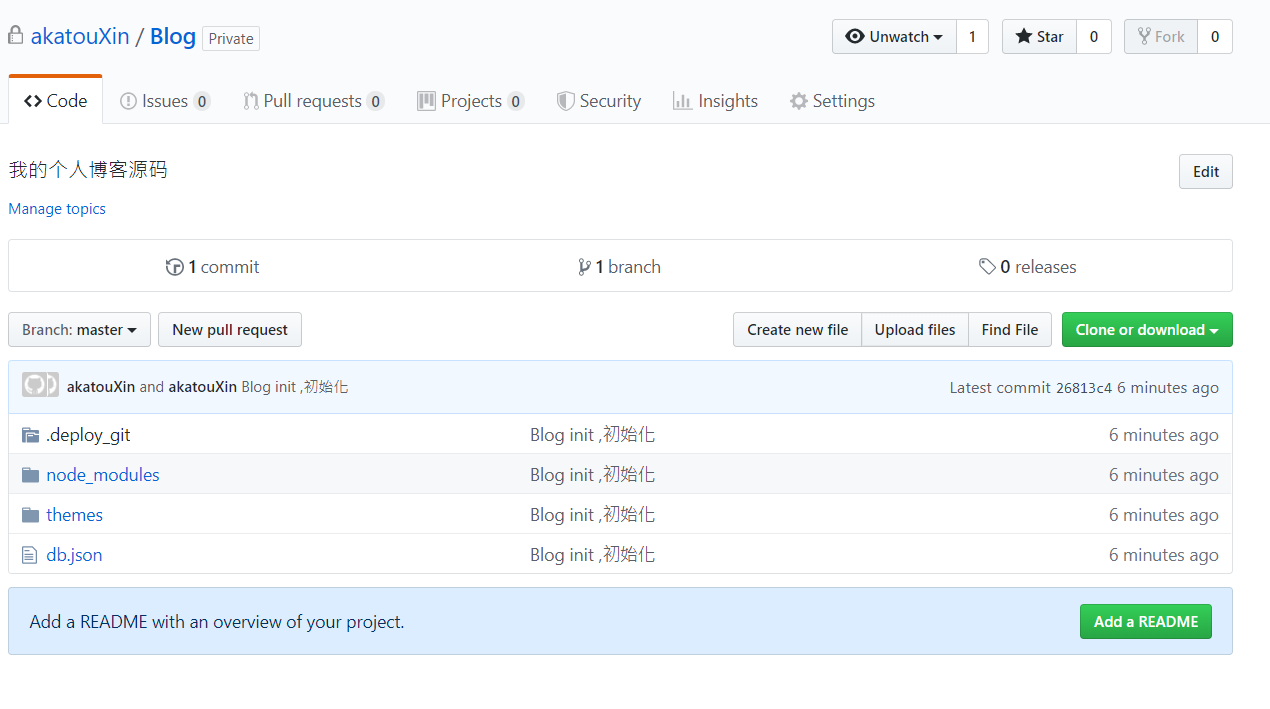 akatouXin / Blog Private Unwatch 1 Star 0 Fork 0
Code Issues 0 Pull requests 0 Projects 0 Security Insights Settings
我的个人博客源码 Edit
Manage topics
1 commit 1 branch 0 releases
Branch: master New pull request Create new file Upload files Find File Clone or download
akatouXin and akatouXin Blog init ,初始化 Latest commit 26813c4 6 minutes ago
.deploy_git Blog init ,初始化 6 minutes ago
node_modules Blog init ,初始化 6 minutes ago
themes Blog init ,初始化 6 minutes ago
db.json Blog init ,初始化 6 minutes ago
Add a README with an overview of your project. Add a README